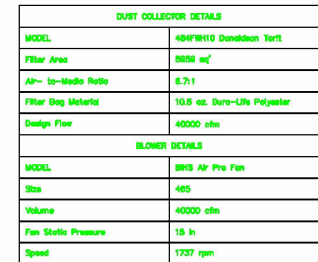 DUST COLLECTOR DETAILS
MODEL 484FWH10 Donaldson Torit
Filter Area 5959 sq'
Air- to-Media Ratio 6.7:1
Filter Bag Material 10.5 oz. Dura-Life Polyester
Design Flow 40000 cfm
BLOWER DETAILS
MODEL Air Pro Fan
Size 465
Volume 40000 cfm
Fan Static Pressure 15 in
Speed 1737 rpm